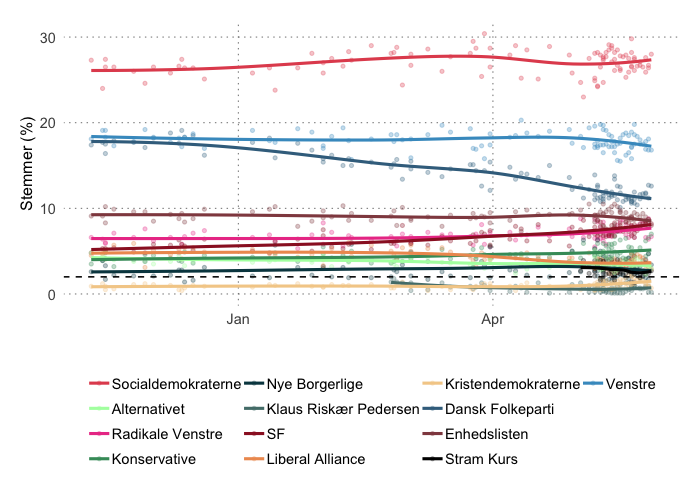 30
20
10
0
Stemmer (%)
Jan
Apr
Socialdemokraterne
Nye Borgerlige
Kristendemokraterne
Venstre
Alternativet
Klaus Riskær Pedersen
Dansk Folkeparti
Radikale Venstre
SF
Enhedslisten
Konservative
Liberal Alliance
Stram Kurs